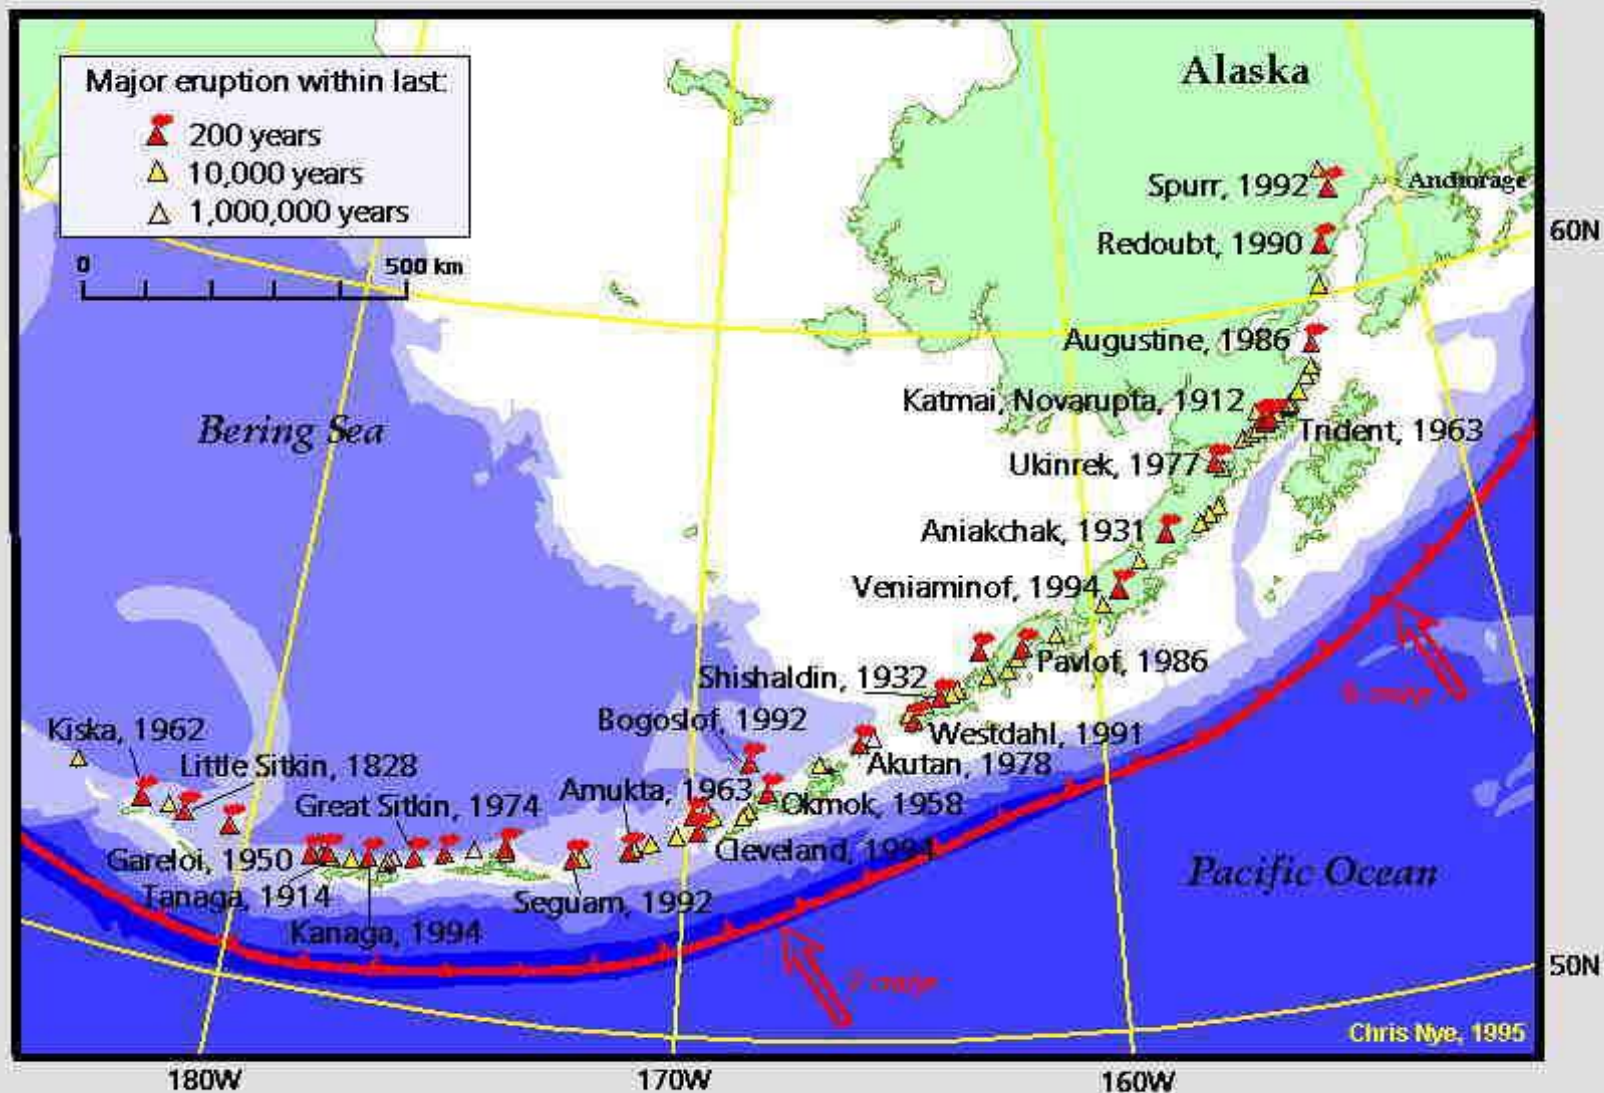 Major eruption within last:
200 years
10,000 years
1,000,000 years
0 500 km
Alaska
Spurr, 1992
Anchorage
60N
Redoubt, 1990
Augustine, 1986
Katmai, Novarupta, 1912
Trident, 1963
Bering Sea
Ukinrek, 1977
Aniakchak, 1931
Veniaminof, 1994
Pavlof, 1986
Shishaldin, 1932
Bogoslof, 1992
Westdahl, 1991
Kiska, 1962
Little Sitkin, 1828
Akutan, 1978
Great Sitkin, 1974
Amukta, 1963
Okmok, 1958
Cleveland, 1994
Gareloi, 1950
Pacific Ocean
Tanaga, 1914
Seguam, 1992
Kanaga, 1994
50N
7 cm/yr
Chris Nye, 1995
180W
170W
160W